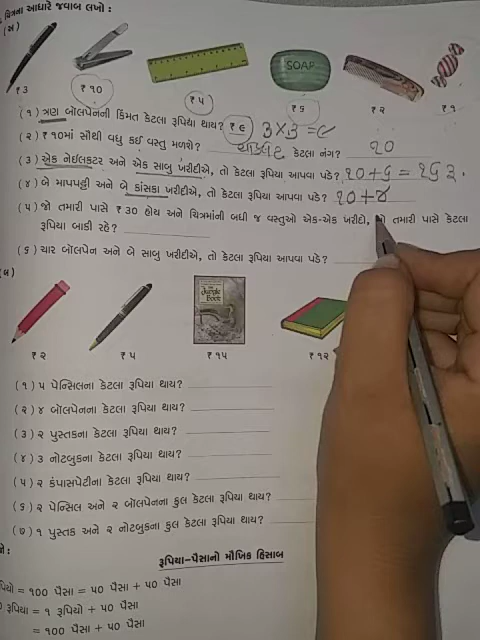 ચિત્રના આધારે જવાબ લખો :
(અ)
₹ ૩ ₹ ૧૦ ₹ ૫ SOAP ₹ ૬ ₹ ૨ ₹ ૧
(૧) ત્રણ બૉલપેનની કિંમત કેટલા રૂપિયા થાય? ₹ ૯ ૩×૩=૯
(૨) ₹ ૧૦માં સૌથી વધુ કઈ વસ્તુ મળશે? ચોકલેટ કેટલા નંગ? ૧૦
(૩) એક નેઇલકટર અને એક સાબુ ખરીદીએ, તો કેટલા રૂપિયા આપવા પડે? ૧૦+૬ = ૧૬ રૂ.
(૪) બે માપપટ્ટી અને બે કાંસકા ખરીદીએ, તો કેટલા રૂપિયા આપવા પડે? ૧૦+૪
(૫) જો તમારી પાસે ₹ 30 હોય અને ચિત્રમાંની બધી જ વસ્તુઓ એક-એક ખરીદો, તો તમારી પાસે કેટલા
રૂપિયા બાકી રહે?
(૬) ચાર બૉલપેન અને બે સાબુ ખરીદીએ, તો કેટલા રૂપિયા આપવા પડે?
(બ)
The Jungle Book
₹ ૨ ₹ ૫ ₹ ૧૫ ₹ ૧૨
(૧) ૫ પેન્સિલના કેટલા રૂપિયા થાય?
(૨) ૪ બૉલપેનના કેટલા રૂપિયા થાય?
(૩) ૨ પુસ્તકના કેટલા રૂપિયા થાય?
(૪) ૩ નોટબુકના કેટલા રૂપિયા થાય?
(૫) ૨ કંપાસપેટીના કેટલા રૂપિયા થાય?
(૬) ૨ પેન્સિલ અને ૨ બૉલપેનના કુલ કેટલા રૂપિયા થાય?
(૭) ૧ પુસ્તક અને ૨ નોટબુકના કુલ કેટલા રૂપિયા થાય?
રૂપિયા-પૈસાનો મૌખિક હિસાબ
= ૧૦૦ પૈસા = ૫૦ પૈસા + ૫૦ પૈસા
રૂપિયા = ૧ રૂપિયો + ૫૦ પૈસા
= ૧૦૦ પૈસા + ૫૦ પૈસા